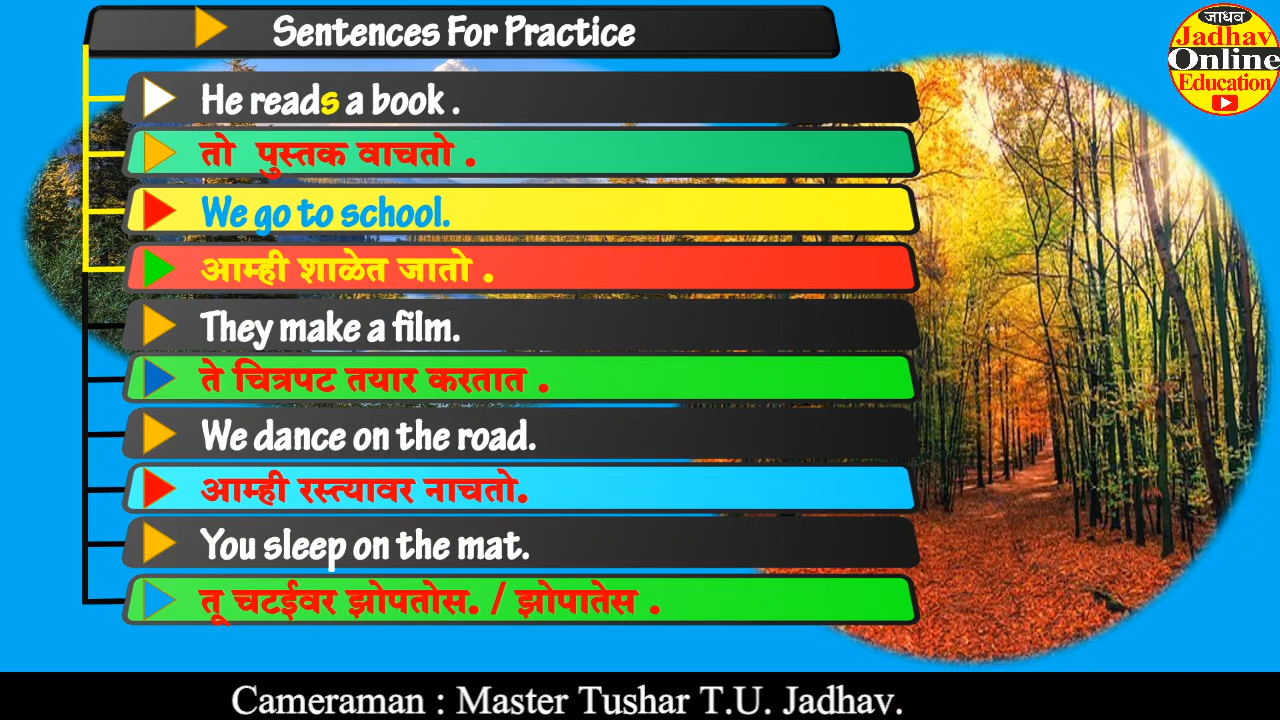 Sentences For Practice
जाधव
Jadhav
Online
Education
He reads a book .
तो पुस्तक वाचतो .
We go to school.
आम्ही शाळेत जातो .
They make a film.
ते चित्रपट तयार करतात .
We dance on the road.
आम्ही रस्त्यावर नाचतो.
You sleep on the mat.
तू चटईवर झोपतोस. / झोपातेस .
Cameraman : Master Tushar T.U. Jadhav.